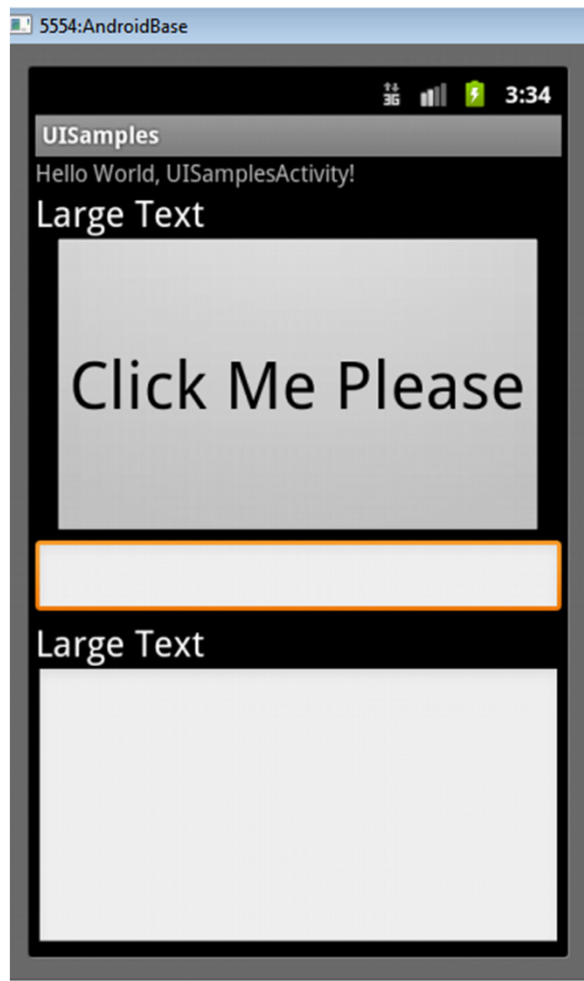 5554:AndroidBase
3G 3:34
UISamples
Hello World, UISamplesActivity!
Large Text
Click Me Please
Large Text